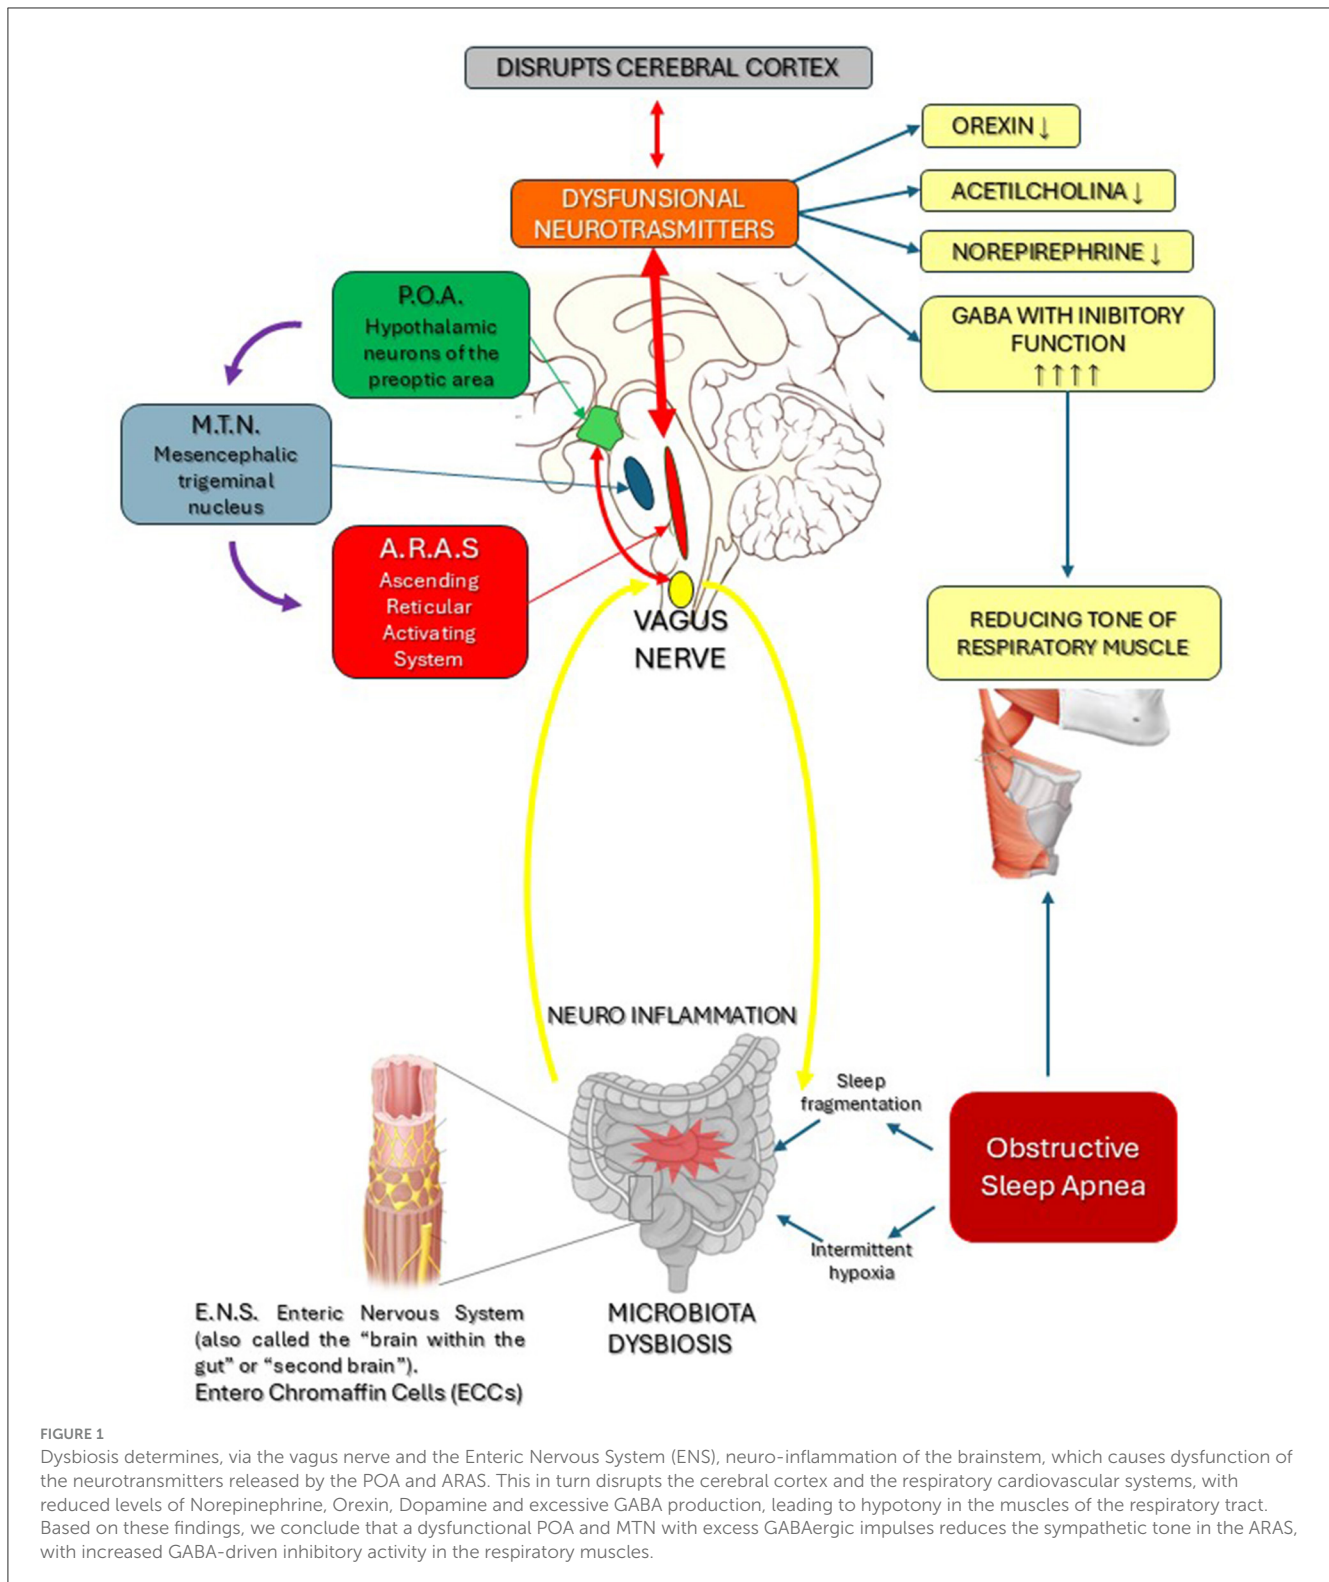 DISRUPTS CEREBRAL CORTEX
DYSFUNSIONAL
NEUROTRASMITTERS
OREXIN ↓
ACETILCHOLINA ↓
NOREPIREPHRINE ↓
GABA WITH INIBITORY
FUNCTION
↑↑↑↑
P.O.A.
Hypothalamic
neurons of the
preoptic area
M.T.N.
Mesencephalic
trigeminal
nucleus
A.R.A.S
Ascending
Reticular
Activating
System
VAGUS
NERVE
REDUCING TONE OF
RESPIRATORY MUSCLE
NEURO INFLAMMATION
Sleep
fragmentation
Obstructive
Sleep Apnea
Intermittent
hypoxia
MICROBIOTA
DYSBIOSIS
E.N.S. Enteric Nervous System
(also called the “brain within the
gut” or “second brain”).
Entero Chromaffin Cells (ECCs)
FIGURE 1
Dysbiosis determines, via the vagus nerve and the Enteric Nervous System (ENS), neuro-inflammation of the brainstem, which causes dysfunction of
the neurotransmitters released by the POA and ARAS. This in turn disrupts the cerebral cortex and the respiratory cardiovascular systems, with
reduced levels of Norepinephrine, Orexin, Dopamine and excessive GABA production, leading to hypotony in the muscles of the respiratory tract.
Based on these findings, we conclude that a dysfunctional POA and MTN with excess GABAergic impulses reduces the sympathetic tone in the ARAS,
with increased GABA-driven inhibitory activity in the respiratory muscles.